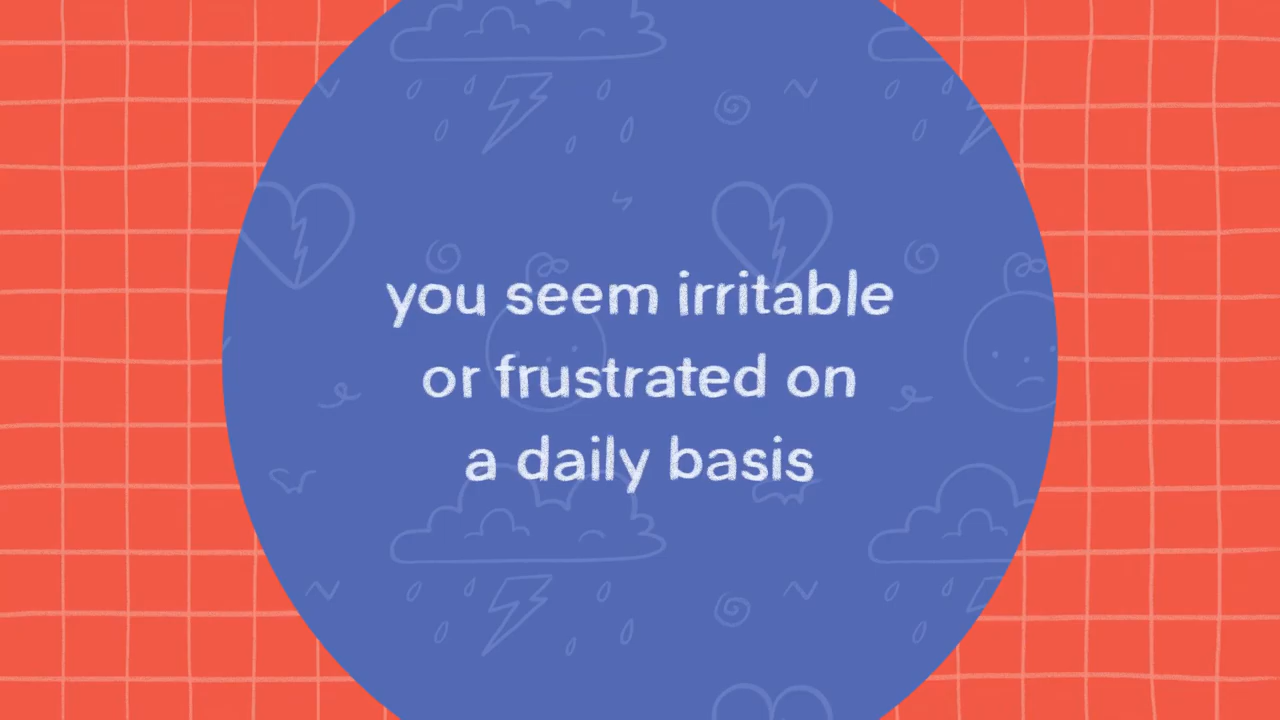 you seem irritable
or frustrated on
a daily basis